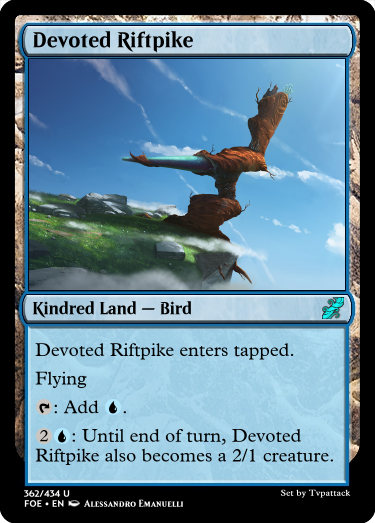 Devoted Riftpike
Kindred Land — Bird
Devoted Riftpike enters tapped.
Flying
: Add .
2 : Until end of turn, Devoted
Riftpike also becomes a 2/1 creature.
362/434 U
Set by Tvpattack
FOE • EN Alessandro Emanuelli